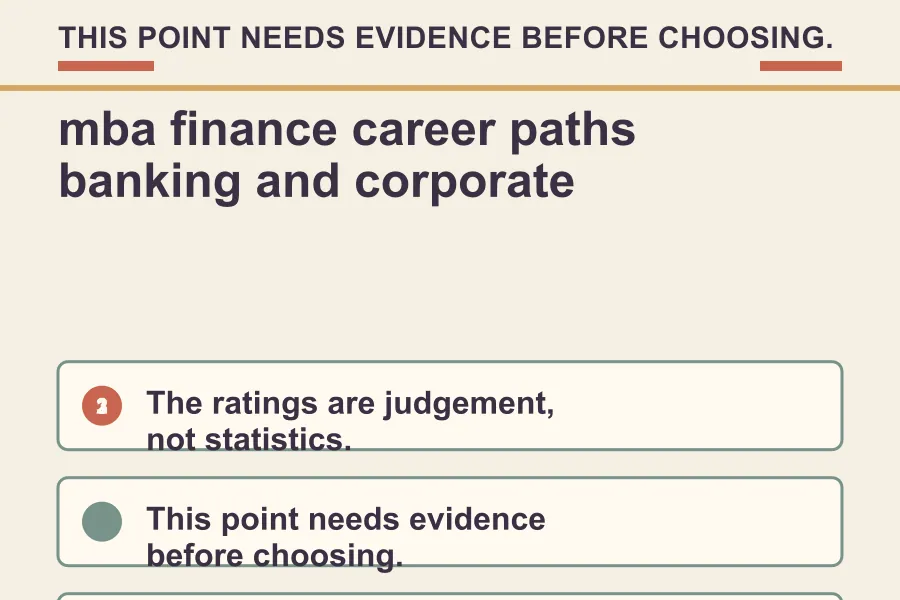 THIS POINT NEEDS EVIDENCE BEFORE CHOOSING.
mba finance career paths
banking and corporate
The ratings are judgement,
not statistics.
This point needs evidence
before choosing.